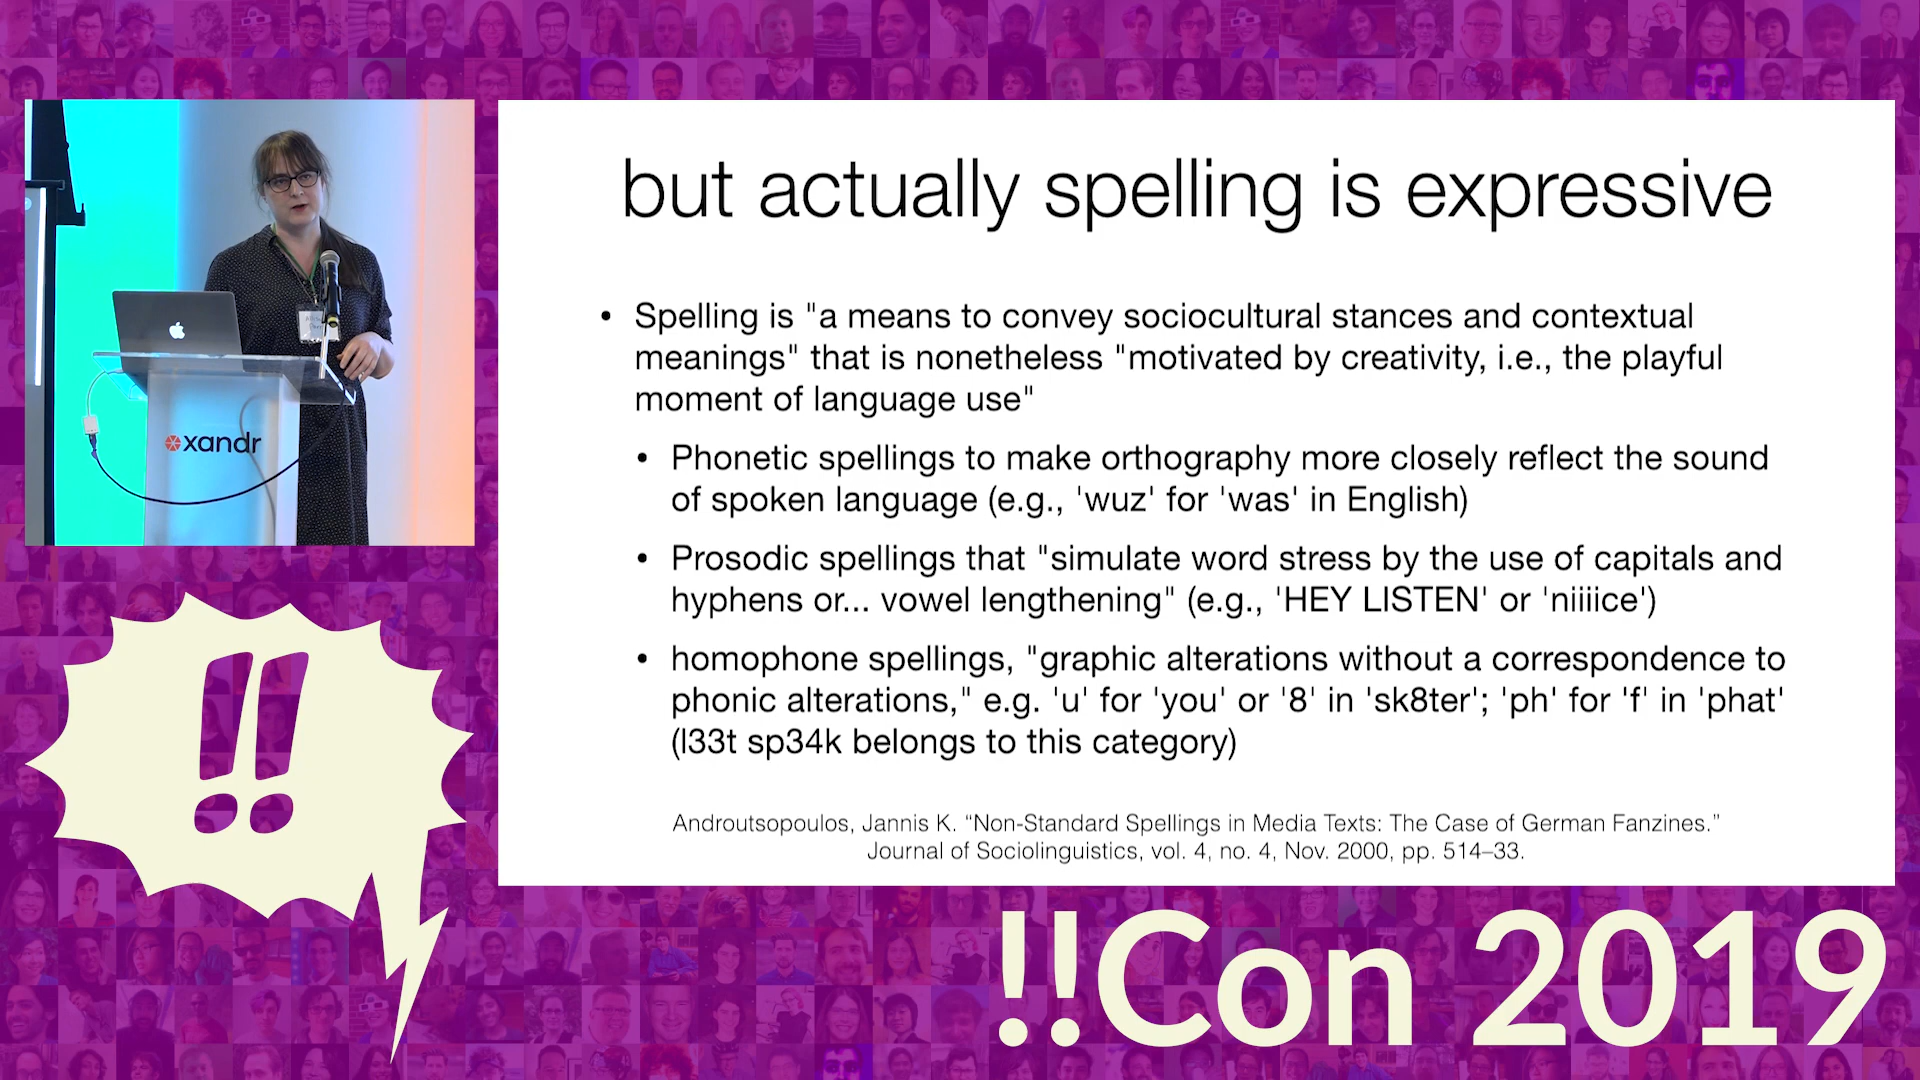 but actually spelling is expressive
• Spelling is "a means to convey sociocultural stances and contextual
meanings" that is nonetheless "motivated by creativity, i.e., the playful
moment of language use"
• Phonetic spellings to make orthography more closely reflect the sound
of spoken language (e.g., 'wuz' for 'was' in English)
• Prosodic spellings that "simulate word stress by the use of capitals and
hyphens or... vowel lengthening" (e.g., 'HEY LISTEN' or 'niiiice')
• homophone spellings, "graphic alterations without a correspondence to
phonic alterations," e.g. 'u' for 'you' or '8' in 'sk8ter'; 'ph' for 'f' in 'phat'
(l33t sp34k belongs to this category)
Androutsopoulos, Jannis K. “Non-Standard Spellings in Media Texts: The Case of German Fanzines.”
Journal of Sociolinguistics, vol. 4, no. 4, Nov. 2000, pp. 514–33.
xandr
!!
!!Con 2019